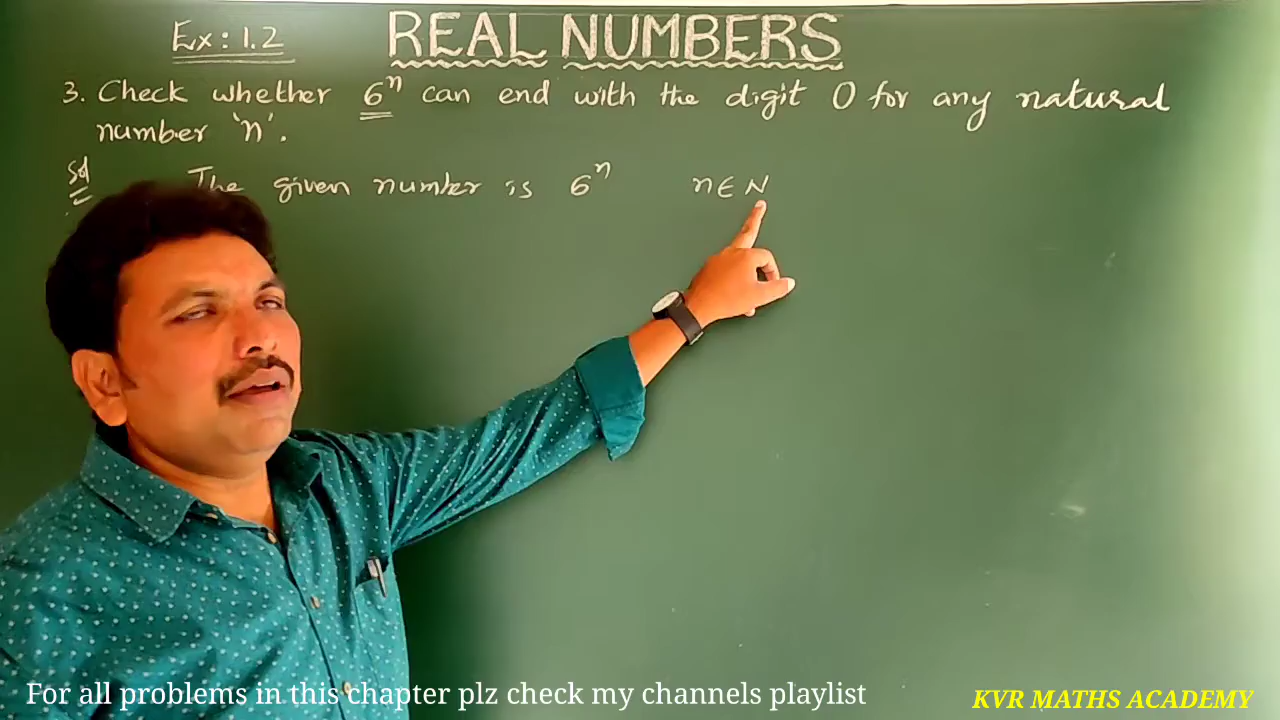 Ex : 1.2
REAL NUMBERS
3. Check whether 6ⁿ can end with the digit 0 for any natural
number 'n'.
Sol
The given number is 6ⁿ n ∈ N
For all problems in this chapter plz check my channels playlist
KVR MATHS ACADEMY